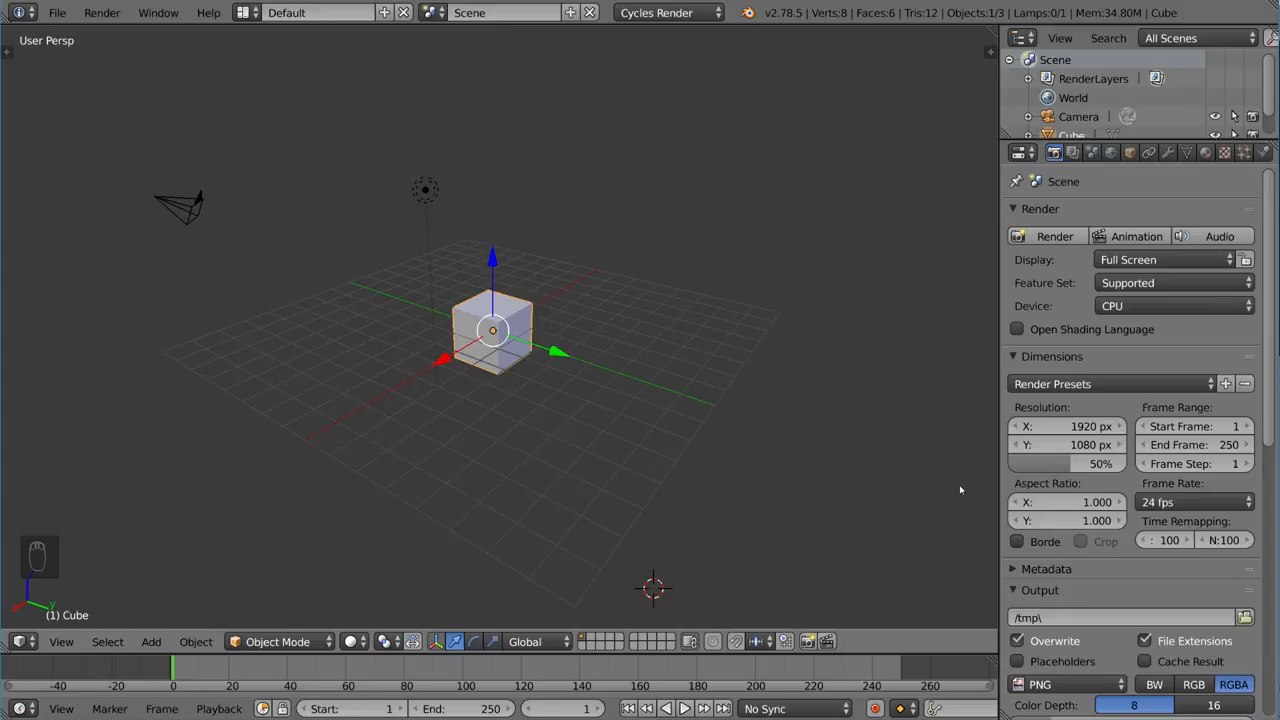 File Render Window Help Default Scene Cycles Render v2.78.5 | Verts:8 | Faces:6 | Tris:12 | Objects:1/3 | Lamps:0/1 | Mem:34.80M | Cube
User Persp
View Search All Scenes
Scene
RenderLayers
World
Camera
Cube
Scene
Render
Render Animation Audio
Display: Full Screen
Feature Set: Supported
Device: CPU
Open Shading Language
Dimensions
Render Presets
Resolution: Frame Range:
X: 1920 px Start Frame: 1
Y: 1080 px End Frame: 250
50% Frame Step: 1
Aspect Ratio: Frame Rate:
X: 1.000 24 fps
Y: 1.000 Time Remapping:
Borde Crop : 100 N:100
Metadata
Output
/tmp\
Overwrite File Extensions
Placeholders Cache Result
PNG BW RGB RGBA
Color Depth: 8 16
y
(1) Cube
View Select Add Object Object Mode Global
-40 -20 0 20 40 60 80 100 120 140 160 180 200 220 240 260
View Marker Frame Playback Start: 1 End: 250 1 No Sync